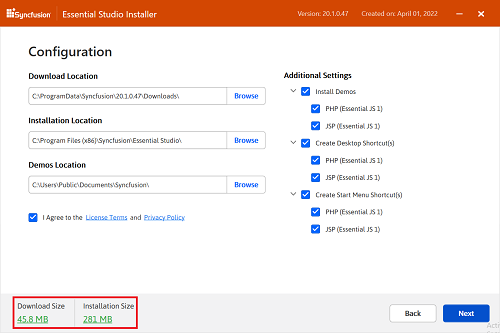 Syncfusion
Essential Studio Installer
Version: 20.1.0.47
Created on: April 01, 2022
Configuration
Download Location
C:\ProgramData\Syncfusion\20.1.0.47\Downloads\
Browse
Installation Location
C:\Program Files (x86)\Syncfusion\Essential Studio\
Browse
Demos Location
C:\Users\Public\Documents\Syncfusion\
Browse
I Agree to the License Terms and Privacy Policy
Additional Settings
Install Demos
PHP (Essential JS 1)
JSP (Essential JS 1)
Create Desktop Shortcut(s)
PHP (Essential JS 1)
JSP (Essential JS 1)
Create Start Menu Shortcut(s)
PHP (Essential JS 1)
JSP (Essential JS 1)
Download Size
45.8 MB
Installation Size
281 MB
Back
Next